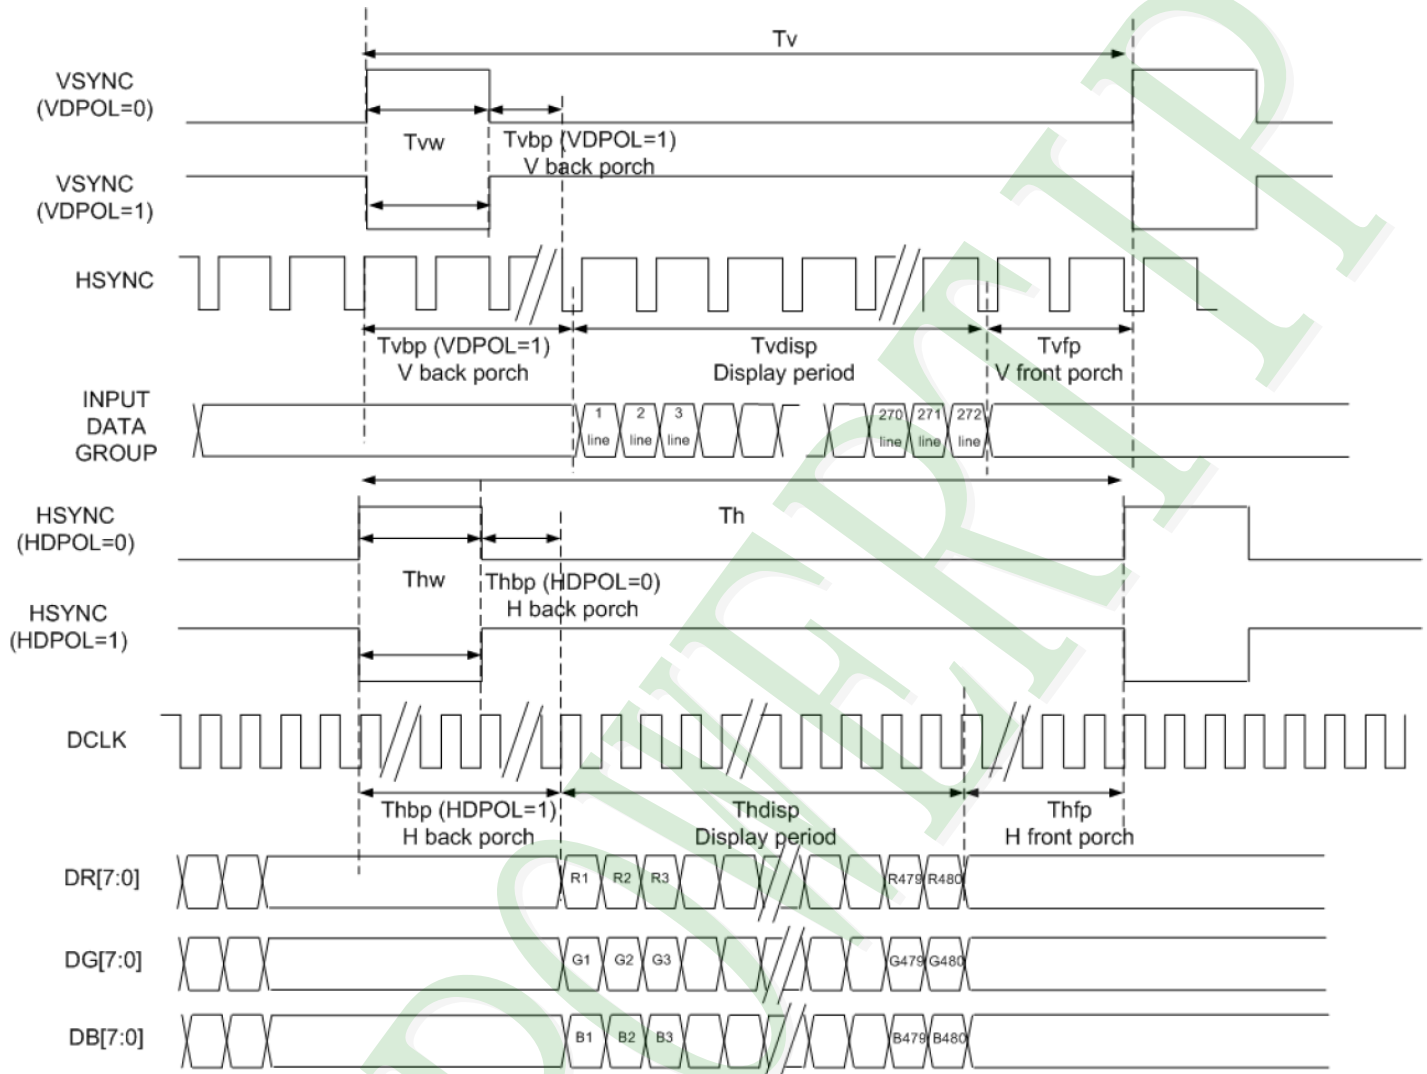 Tv
VSYNC
(VDPOL=0)
Tvw
Tvbp (VDPOL=1)
V back porch
VSYNC
(VDPOL=1)
HSYNC
Tvbp (VDPOL=1)
V back porch
Tvdisp
Display period
Tvfp
V front porch
INPUT
DATA
GROUP
1 line
2 line
3 line
270 line
271 line
272 line
HSYNC
(HDPOL=0)
Th
Thw
Thbp (HDPOL=0)
H back porch
HSYNC
(HDPOL=1)
DCLK
Thbp (HDPOL=1)
H back porch
Thdisp
Display period
Thfp
H front porch
DR[7:0]
R1 R2 R3 R479 R480
DG[7:0]
G1 G2 G3 G479 G480
DB[7:0]
B1 B2 B3 B479 B480
POWERTIP